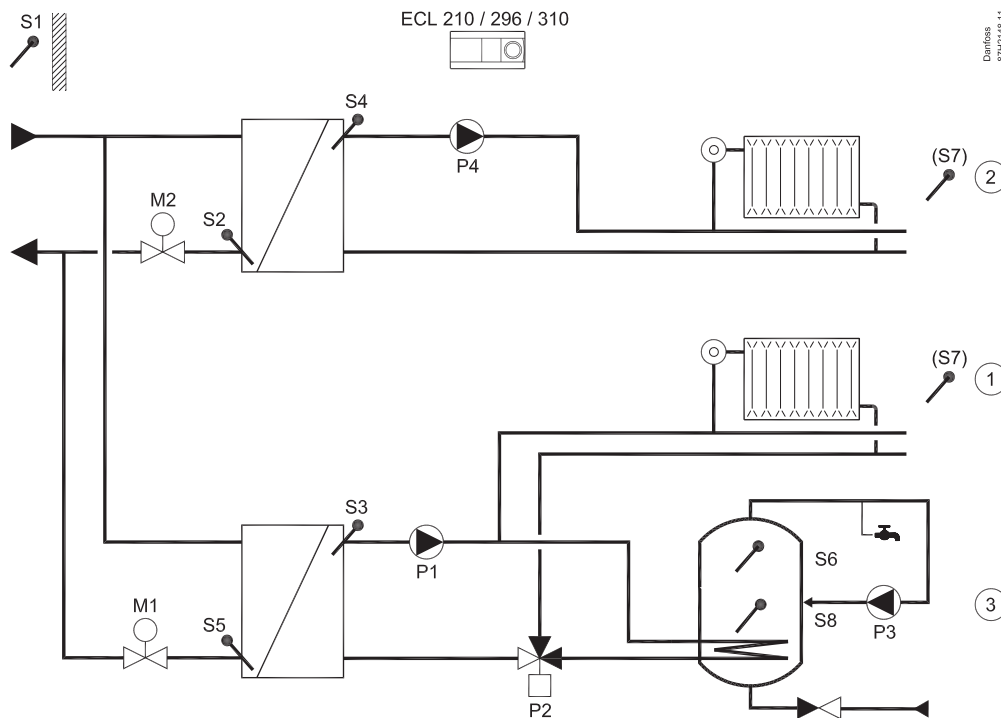 S1
ECL 210 / 296 / 310
Danfoss
S4
P4
(S7)
2
M2
S2
(S7)
1
S3
P1
S6
M1
S5
S8
P3
3
P2